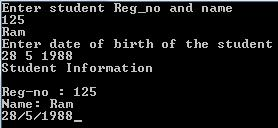 Enter student Reg_no and name
125
Ram
Enter date of birth of the student
28 5 1988
Student Information
Reg-no : 125
Name: Ram
28/5/1988_